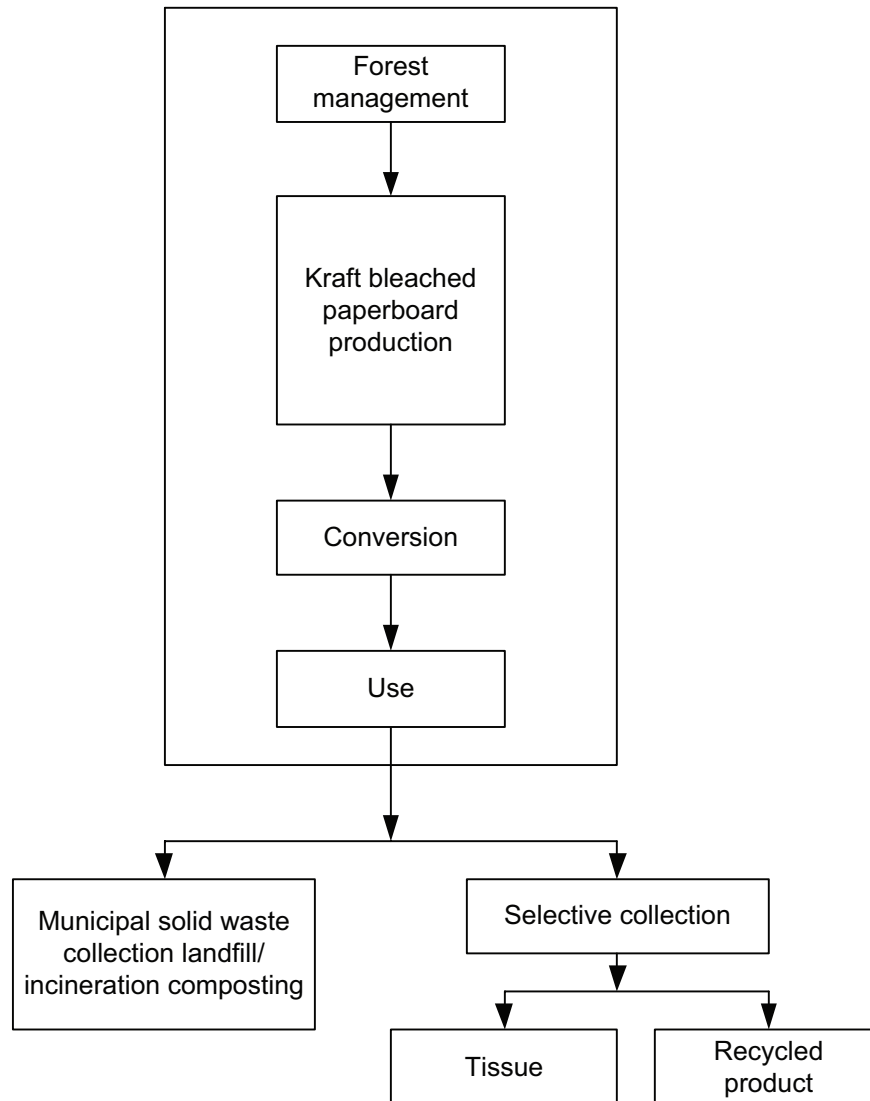 Forest
management
Kraft bleached
paperboard
production
Conversion
Use
Municipal solid waste
collection landfill/
incineration composting
Selective collection
Tissue
Recycled
product